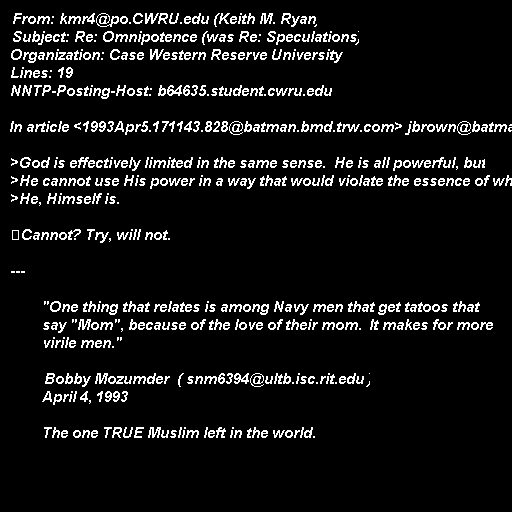 From: kmr4@po.CWRU.edu (Keith M. Ryan)
Subject: Re: Omnipotence (was Re: Speculations)
Organization: Case Western Reserve University
Lines: 19
NNTP-Posting-Host: b64635.student.cwru.edu
In article <1993Apr5.171143.828@batman.bmd.trw.com> jbrown@batma
>God is effectively limited in the same sense.  He is all powerful, but
>He cannot use His power in a way that would violate the essence of wh
>He, Himself is.
Cannot? Try, will not.
---
"One thing that relates is among Navy men that get tatoos that
say "Mom", because of the love of their mom.  It makes for more
virile men."
Bobby Mozumder  ( snm6394@ultb.isc.rit.edu )
April 4, 1993
The one TRUE Muslim left in the world.